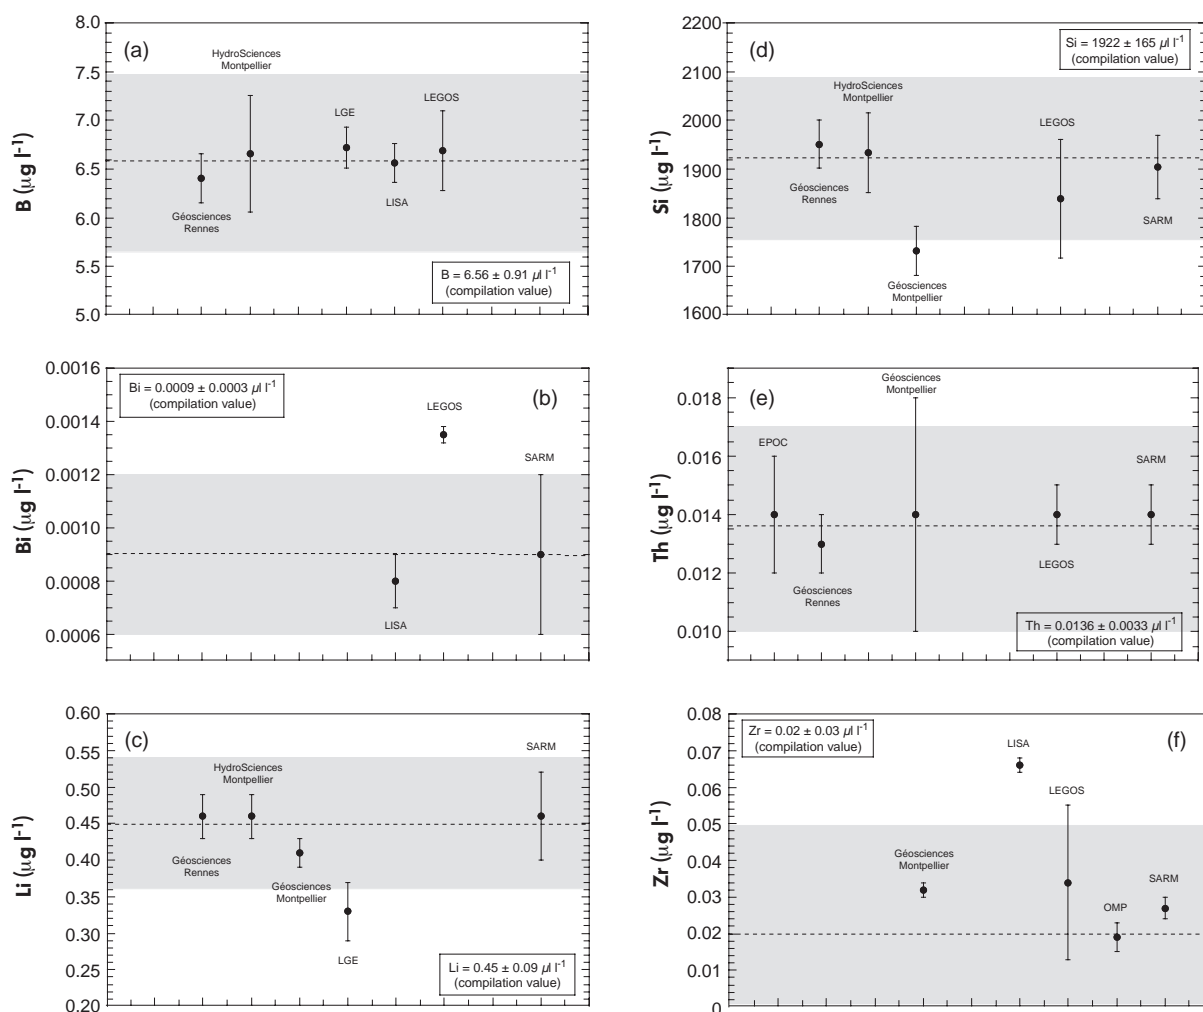 8.0
7.5
7.0
6.5
6.0
5.5
5.0
B (µg l-1)
(a)
HydroSciences
Montpellier
LGE
LEGOS
Géosciences
Rennes
LISA
B = 6.56 ± 0.91 µl l-1
(compilation value)
2200
2100
2000
1900
1800
1700
1600
Si (µg l-1)
(d)
Si = 1922 ± 165 µl l-1
(compilation value)
HydroSciences
Montpellier
LEGOS
Géosciences
Rennes
SARM
Géosciences
Montpellier
0.0016
0.0014
0.0012
0.0010
0.0008
0.0006
Bi (µg l-1)
Bi = 0.0009 ± 0.0003 µl l-1
(compilation value)
(b)
LEGOS
SARM
LISA
0.018
0.016
0.014
0.012
0.010
Th (µg l-1)
Géosciences
Montpellier
(e)
EPOC
SARM
LEGOS
Géosciences
Rennes
Th = 0.0136 ± 0.0033 µl l-1
(compilation value)
0.60
0.55
0.50
0.45
0.40
0.35
0.30
0.25
0.20
Li (µg l-1)
(c)
SARM
HydroSciences
Montpellier
Géosciences
Rennes
Géosciences
Montpellier
LGE
Li = 0.45 ± 0.09 µl l-1
(compilation value)
0.08
0.07
0.06
0.05
0.04
0.03
0.02
0.01
0
Zr (µg l-1)
Zr = 0.02 ± 0.03 µl l-1
(compilation value)
(f)
LISA
LEGOS
Géosciences
Montpellier
SARM
OMP